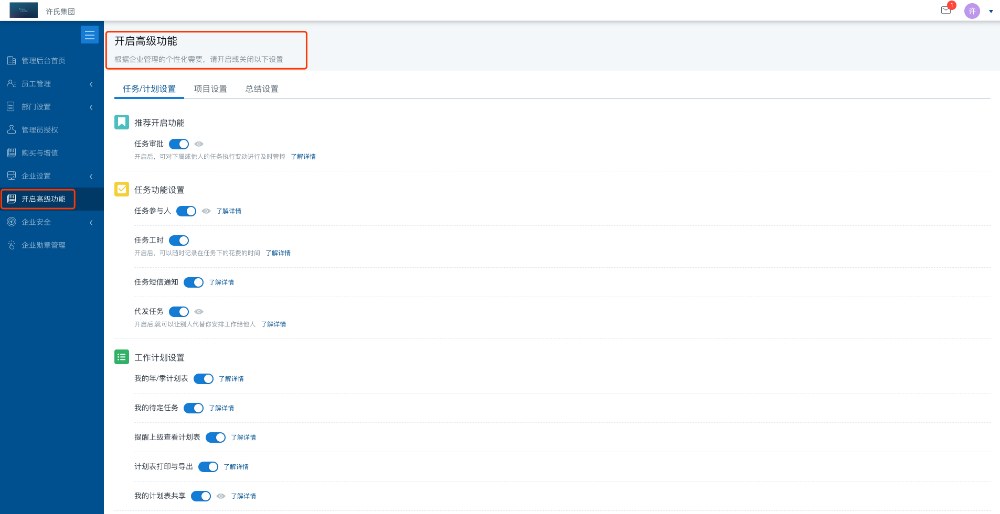 许氏集团
1
许
管理后台首页
员工管理
部门设置
管理员授权
购买与增值
企业设置
开启高级功能
企业安全
企业勋章管理
开启高级功能
根据企业管理的个性化需要，请开启或关闭以下设置
任务/计划设置 项目设置 总结设置
推荐开启功能
任务审批
开启后，可对下属或他人的任务执行变动进行及时管控 了解详情
任务功能设置
任务参与人 了解详情
任务工时
开启后，可以随时记录在任务下的花费的时间 了解详情
任务短信通知 了解详情
代发任务
开启后,就可以让别人代替你安排工作给他人 了解详情
工作计划设置
我的年/季计划表 了解详情
我的待定任务 了解详情
提醒上级查看计划表 了解详情
计划表打印与导出 了解详情
我的计划表共享 了解详情